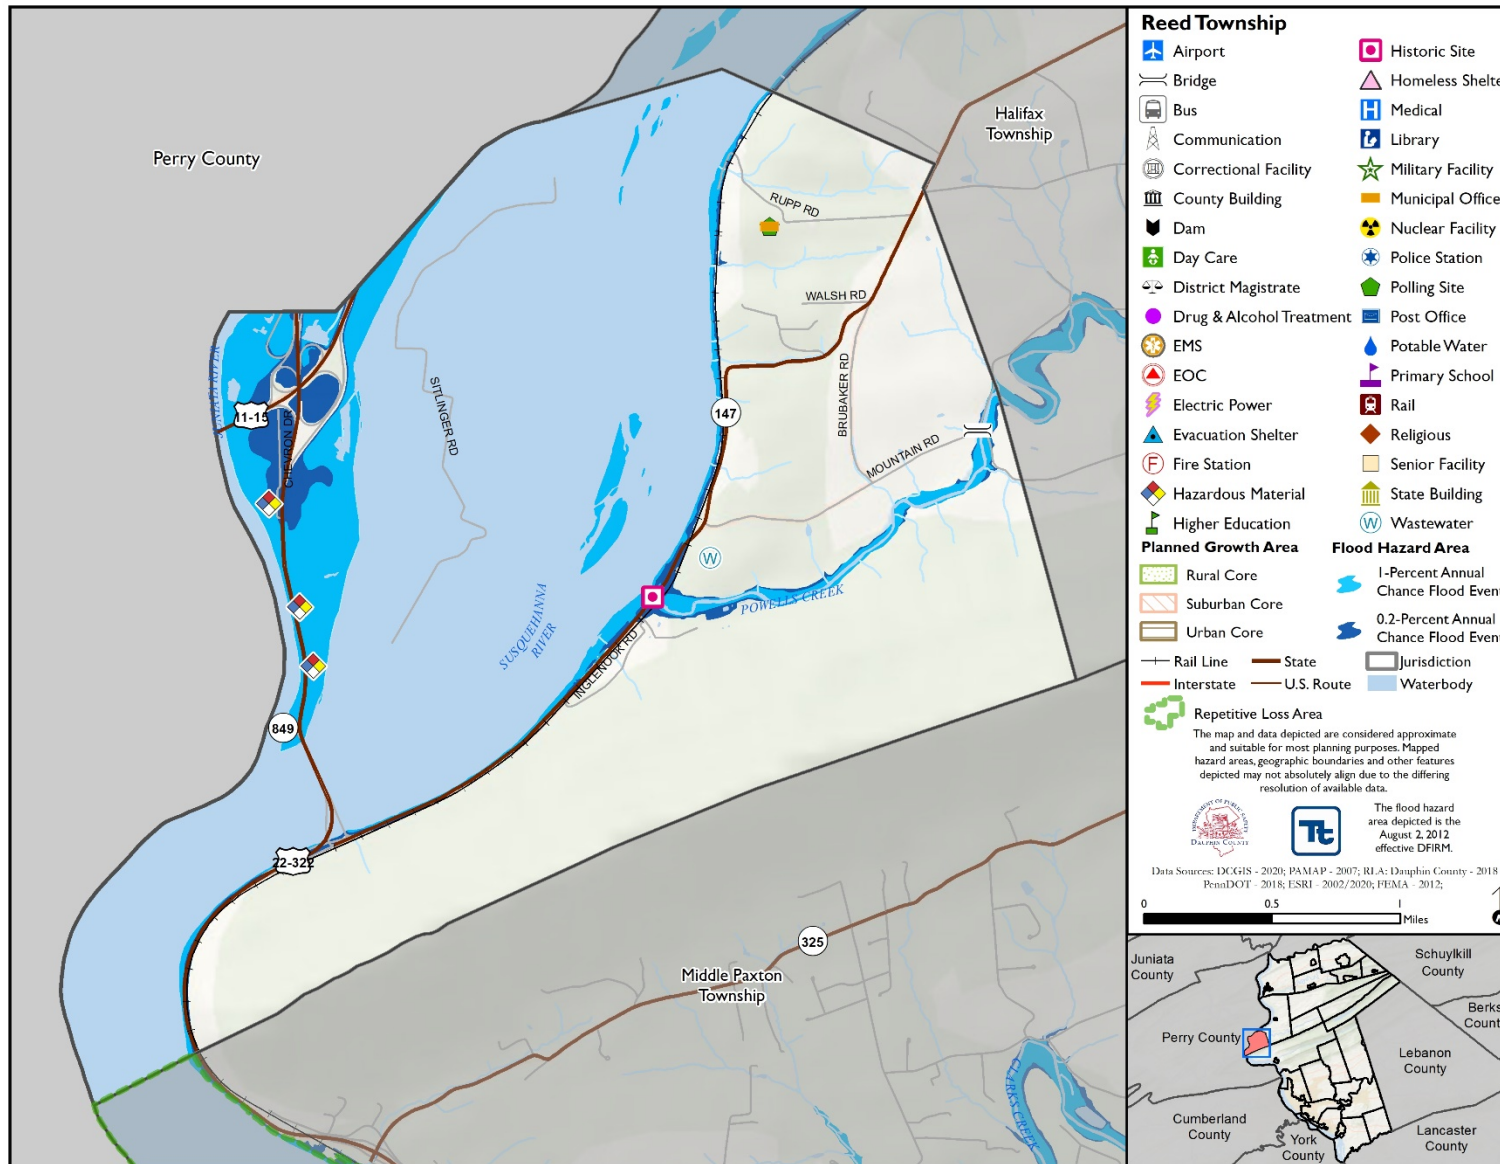 Perry County
Halifax
Township
RUPP RD
WALSH RD
BRUBAKER RD
MOUNTAIN RD
SITLINGER RD
CHEVRON DR
11-15
147
849
22-322
325
SUSQUEHANNA
RIVER
POWELLS CREEK
INGLENOOK RD
Middle Paxton
Township
CLARKS CREEK
Reed Township
Airport
Bridge
Bus
Communication
Correctional Facility
County Building
Dam
Day Care
District Magistrate
Drug & Alcohol Treatment
EMS
EOC
Electric Power
Evacuation Shelter
Fire Station
Hazardous Material
Higher Education
Historic Site
Homeless Shelte
Medical
Library
Military Facility
Municipal Office
Nuclear Facility
Police Station
Polling Site
Post Office
Potable Water
Primary School
Rail
Religious
Senior Facility
State Building
Wastewater
Planned Growth Area
Rural Core
Suburban Core
Urban Core
Flood Hazard Area
1-Percent Annual
Chance Flood Event
0.2-Percent Annual
Chance Flood Event
Rail Line
State
Jurisdiction
Interstate
U.S. Route
Waterbody
Repetitive Loss Area
The map and data depicted are considered approximate
and suitable for most planning purposes. Mapped
hazard areas, geographic boundaries and other features
depicted may not absolutely align due to the differing
resolution of available data.
DEPARTMENT OF PUBLIC SAFETY
DAUPHIN COUNTY
Tt
The flood hazard
area depicted is the
August 2, 2012
effective DFIRM.
Data Sources: DCGIS - 2020; PAMAP - 2007; RLA: Dauphin County - 2018
PennDOT - 2018; ESRI - 2002/2020; FEMA - 2012;
0 0.5 1
Miles
Juniata
County
Schuylkill
County
Perry County
Berks
Count
Lebanon
County
Cumberland
County
York
County
Lancaster
County